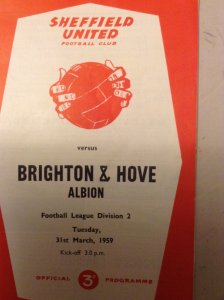 SHEFFIELD
UNITED
FOOTBALL CLUB
versus
BRIGHTON & HOVE
ALBION
Football League Division 2
Tuesday,
31st March, 1959
Kick-off 3.0 p.m.
OFFICIAL 3D PROGRAMME